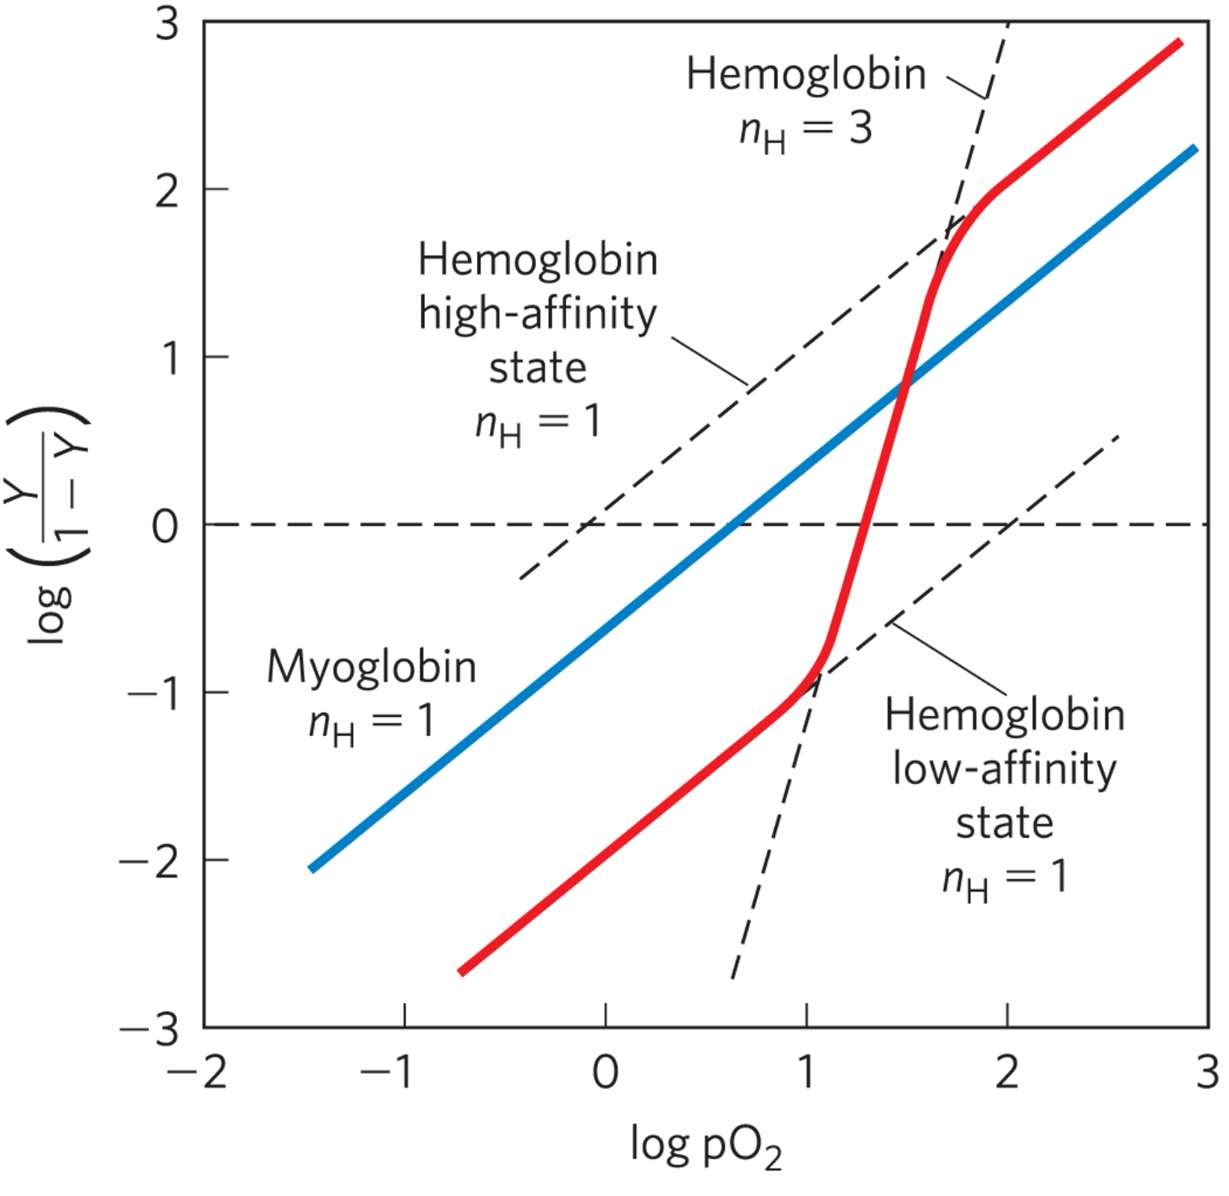 3
2
1
0
−1
−2
−3
log (Y / 1 − Y)
Hemoglobin
nH = 3
Hemoglobin
high-affinity
state
nH = 1
Myoglobin
nH = 1
Hemoglobin
low-affinity
state
nH = 1
−2 −1 0 1 2 3
log pO2